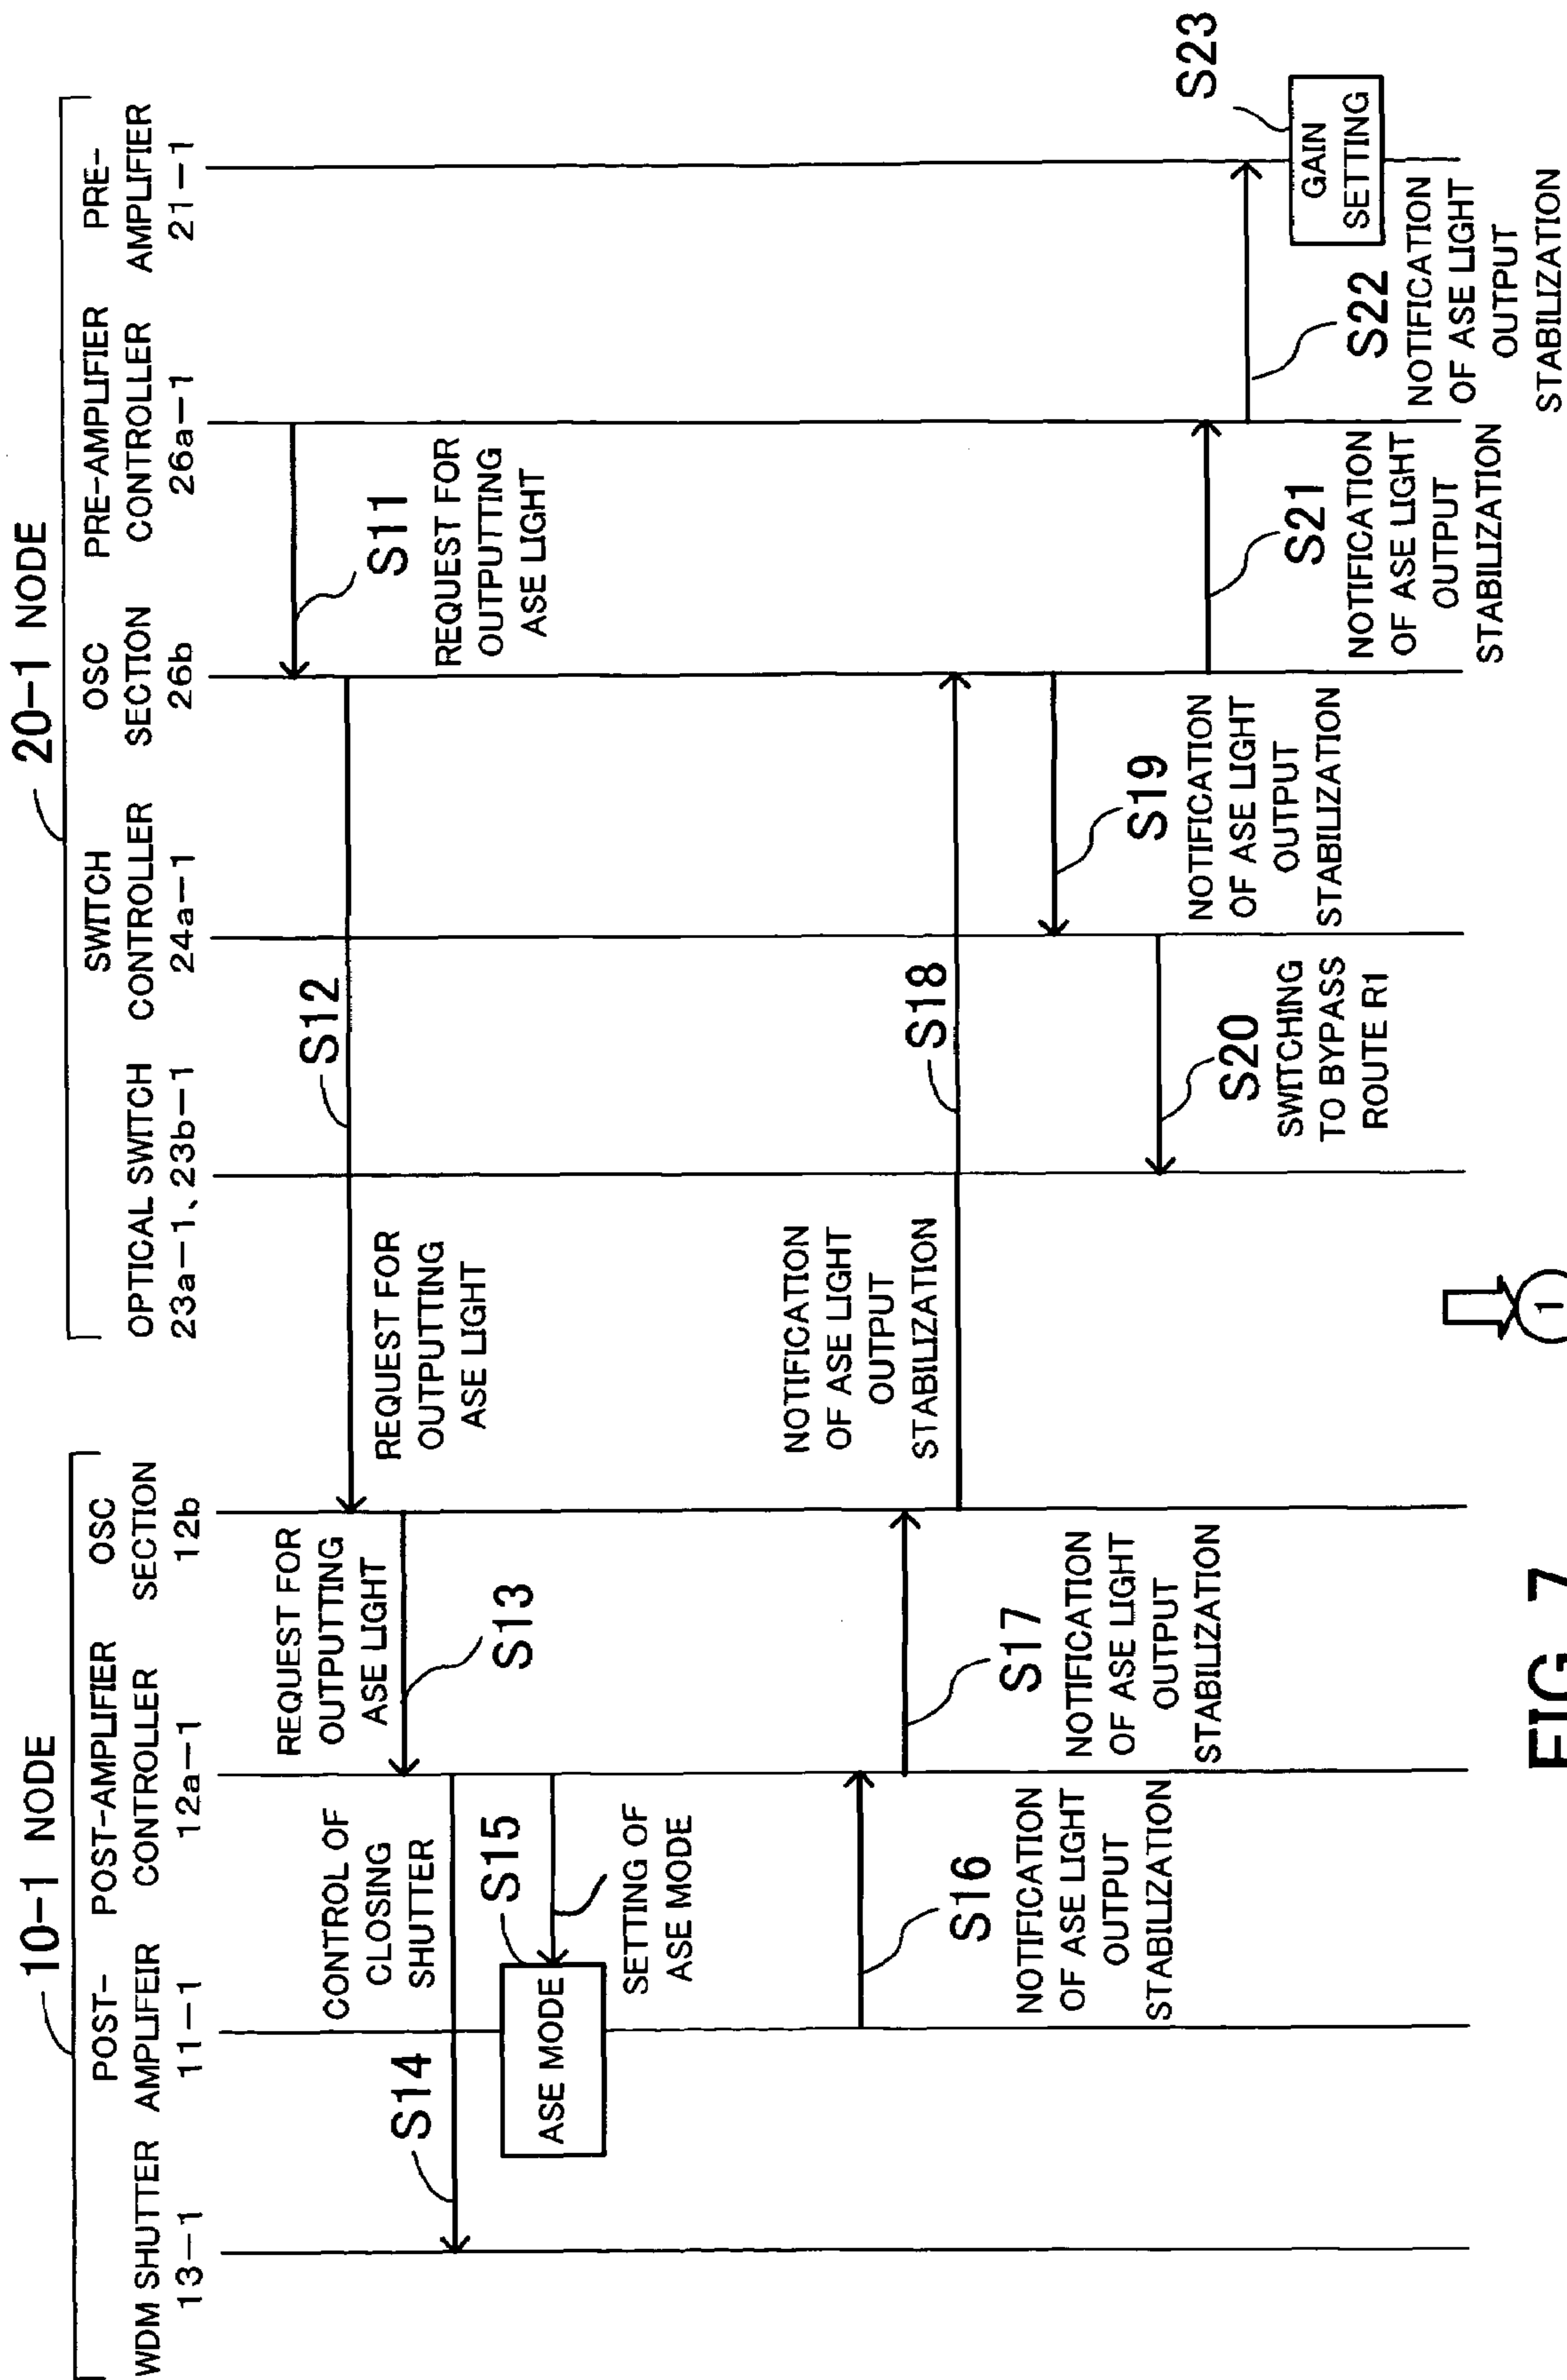 10-1 NODE
WDM SHUTTER
13-1
POST-
AMPLIFEIR
11-1
POST-AMPLIFIER
CONTROLLER
12a-1
OSC
SECTION
12b
20-1 NODE
OPTICAL SWITCH
23a-1、23b-1
SWITCH
CONTROLLER
24a-1
OSC
SECTION
26b
PRE-AMPLIFIER
CONTROLLER
26a-1
PRE-
AMPLIFIER
21-1
S11
REQUEST FOR
OUTPUTTING
ASE LIGHT
S12
REQUEST FOR
OUTPUTTING
ASE LIGHT
REQUEST FOR
OUTPUTTING
ASE LIGHT
S13
S14
CONTROL OF
CLOSING
SHUTTER
S15
ASE MODE
SETTING OF
ASE MODE
S16
NOTIFICATION
OF ASE LIGHT
OUTPUT
STABILIZATION
S17
NOTIFICATION
OF ASE LIGHT
OUTPUT
STABILIZATION
NOTIFICATION
OF ASE LIGHT
OUTPUT
STABILIZATION
S18
S19
NOTIFICATION
OF ASE LIGHT
OUTPUT
STABILIZATION
S20
SWITCHING
TO BYPASS
ROUTE R1
S21
NOTIFICATION
OF ASE LIGHT
OUTPUT
STABILIZATION
S22
NOTIFICATION
OF ASE LIGHT
OUTPUT
STABILIZATION
S23
GAIN
SETTING
1
FIG. 7